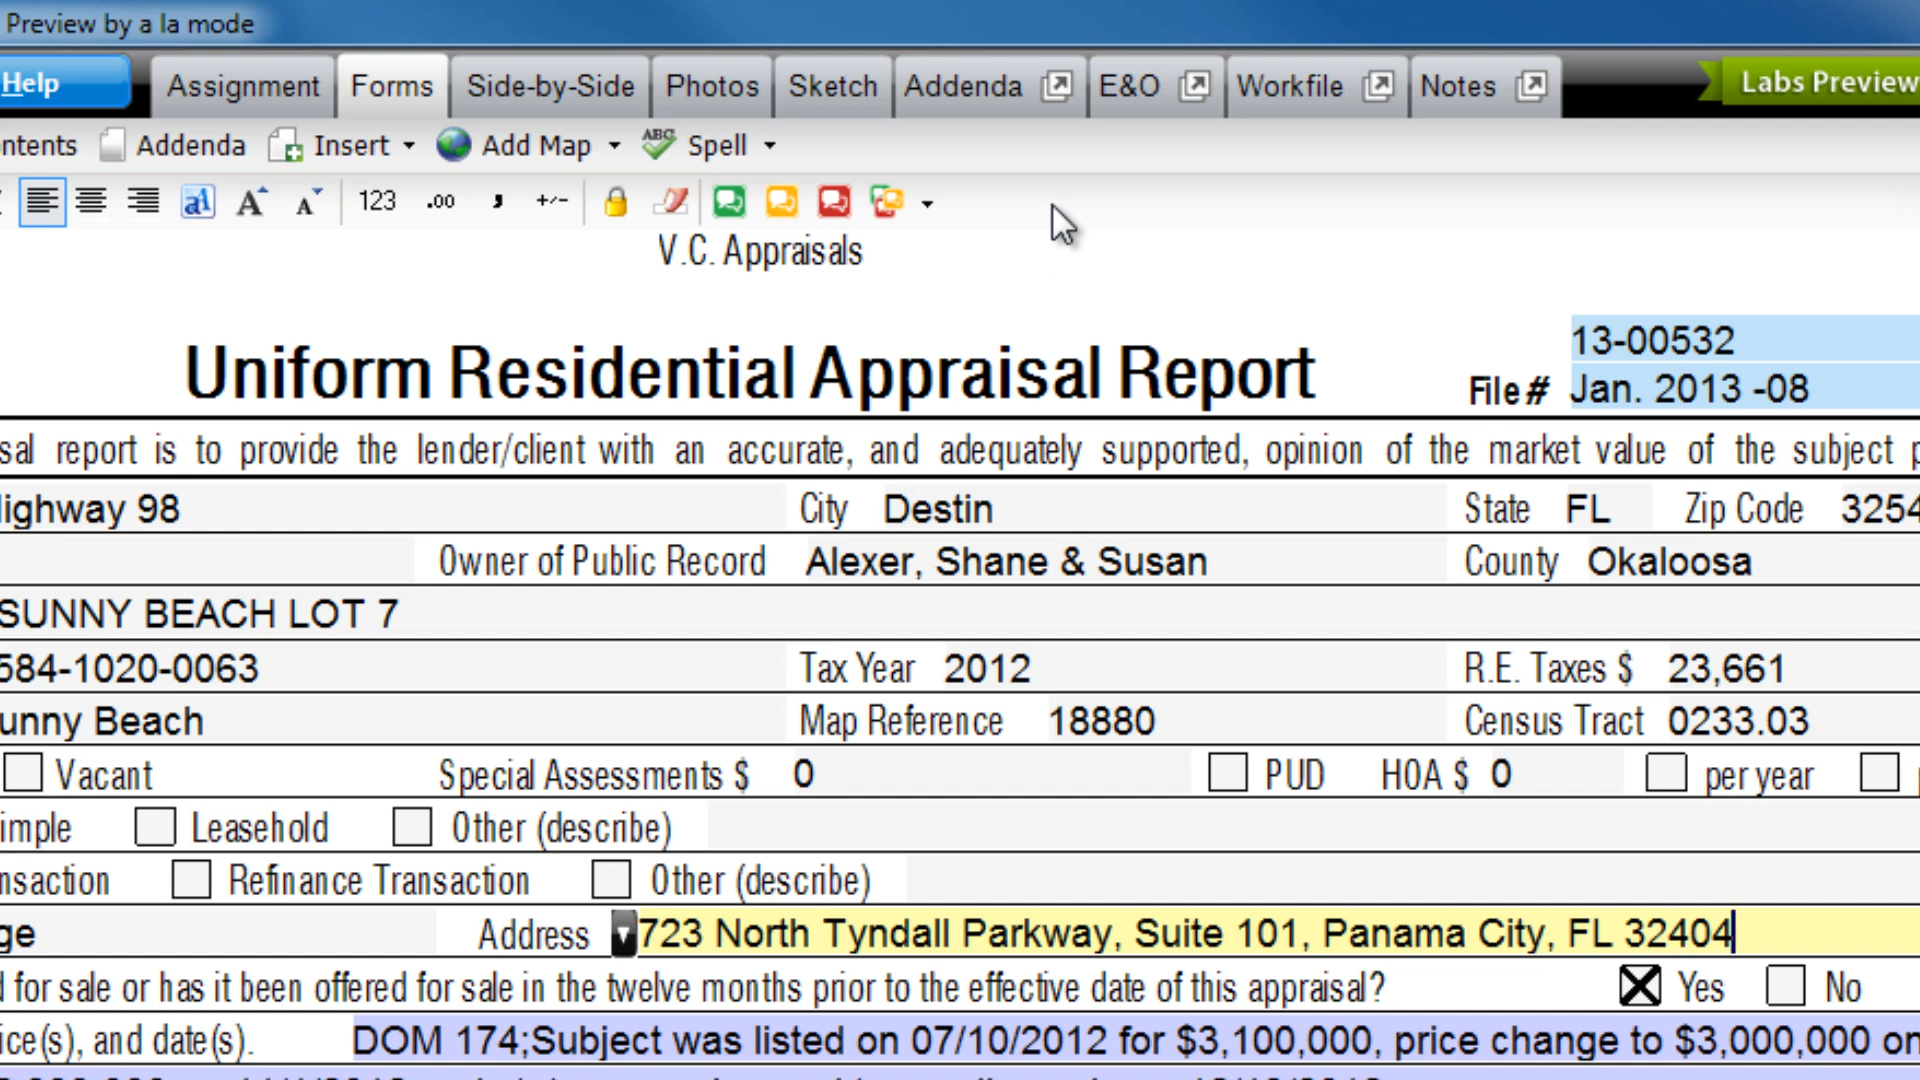 Preview by a la mode
Help Assignment Forms Side-by-Side Photos Sketch Addenda E&O Workfile Notes Labs Preview
ntents Addenda Insert Add Map ABC Spell
123 .00 , +/-
V.C. Appraisals
13-00532
Uniform Residential Appraisal Report File # Jan. 2013 -08
sal report is to provide the lender/client with an accurate, and adequately supported, opinion of the market value of the subject p
ighway 98 City Destin State FL Zip Code 3254
Owner of Public Record Alexer, Shane & Susan County Okaloosa
SUNNY BEACH LOT 7
584-1020-0063 Tax Year 2012 R.E. Taxes $ 23,661
unny Beach Map Reference 18880 Census Tract 0233.03
Vacant Special Assessments $ 0 PUD HOA $ 0 per year
imple Leasehold Other (describe)
nsaction Refinance Transaction Other (describe)
ge Address 723 North Tyndall Parkway, Suite 101, Panama City, FL 32404
d for sale or has it been offered for sale in the twelve months prior to the effective date of this appraisal? Yes No
ice(s), and date(s). DOM 174;Subject was listed on 07/10/2012 for $3,100,000, price change to $3,000,000 on